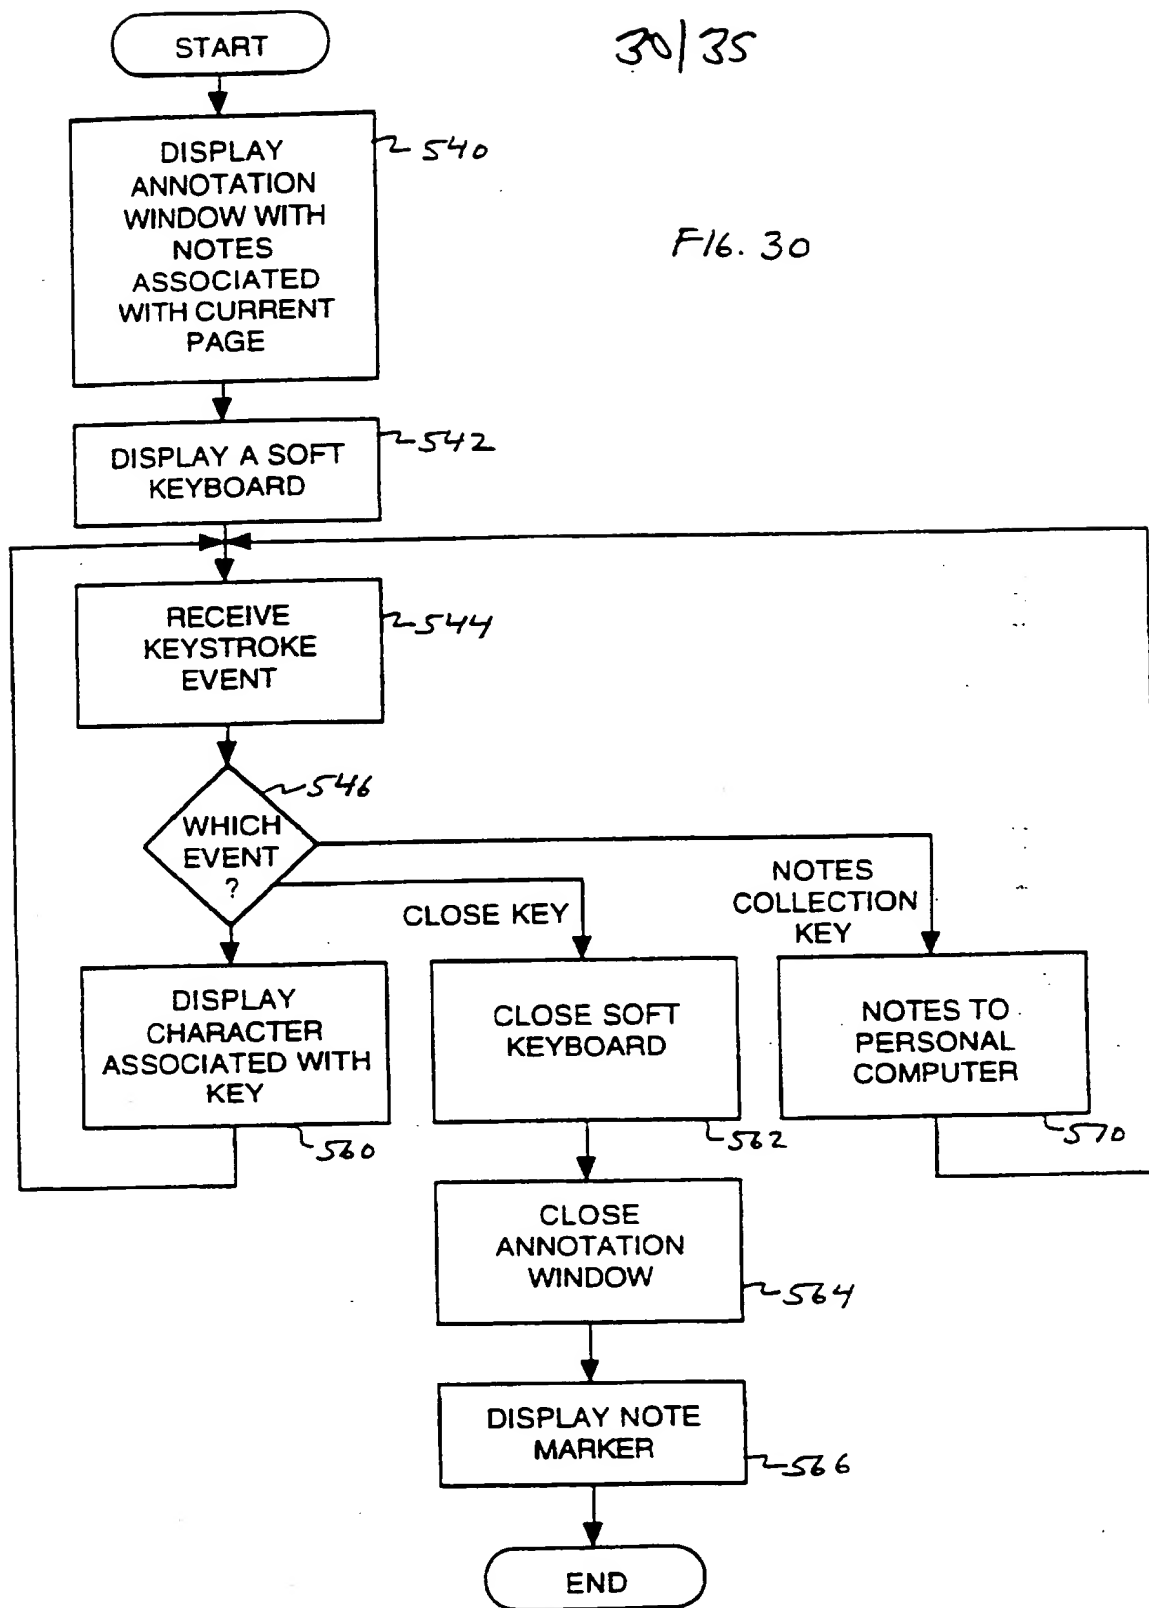 START
30/35
DISPLAY
ANNOTATION
WINDOW WITH
NOTES
ASSOCIATED
WITH CURRENT
PAGE
540
FIG. 30
DISPLAY A SOFT
KEYBOARD
542
RECEIVE
KEYSTROKE
EVENT
544
WHICH
EVENT
?
546
CLOSE KEY
NOTES
COLLECTION
KEY
DISPLAY
CHARACTER
ASSOCIATED WITH
KEY
560
CLOSE SOFT
KEYBOARD
562
NOTES TO
PERSONAL
COMPUTER
570
CLOSE
ANNOTATION
WINDOW
564
DISPLAY NOTE
MARKER
566
END